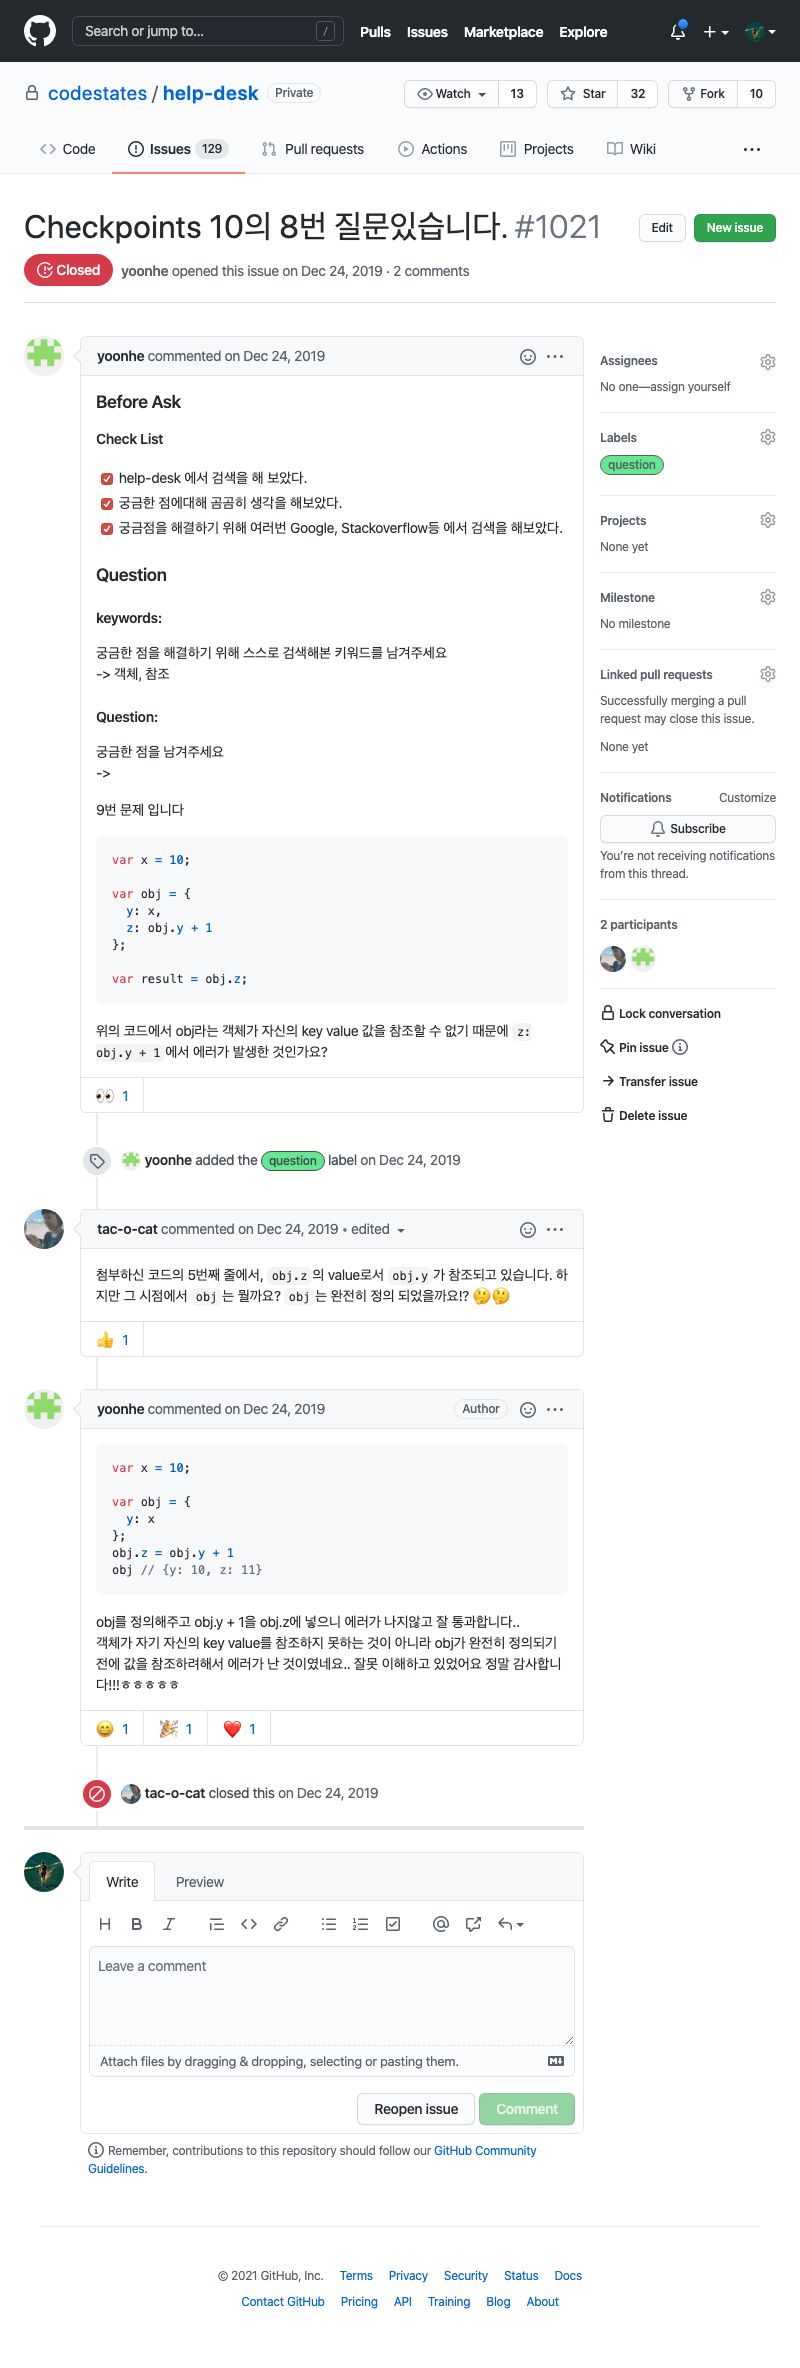 Search or jump to...
/
Pulls Issues Marketplace Explore
codestates / help-desk Private
Watch 13 Star 32 Fork 10
Code Issues 129 Pull requests Actions Projects Wiki
Checkpoints 10의 8번 질문있습니다. #1021
Edit New issue
Closed yoonhe opened this issue on Dec 24, 2019 · 2 comments
yoonhe commented on Dec 24, 2019
Before Ask
Check List
help-desk 에서 검색을 해 보았다.
궁금한 점에대해 곰곰히 생각을 해보았다.
궁금점을 해결하기 위해 여러번 Google, Stackoverflow등 에서 검색을 해보았다.
Question
keywords:
궁금한 점을 해결하기 위해 스스로 검색해본 키워드를 남겨주세요
-> 객체, 참조
Question:
궁금한 점을 남겨주세요
->
9번 문제 입니다
var x = 10;
var obj = {
y: x,
z: obj.y + 1
};
var result = obj.z;
위의 코드에서 obj라는 객체가 자신의 key value 값을 참조할 수 없기 때문에 z:
obj.y + 1 에서 에러가 발생한 것인가요?
1
yoonhe added the question label on Dec 24, 2019
tac-o-cat commented on Dec 24, 2019 • edited
첨부하신 코드의 5번째 줄에서, obj.z 의 value로서 obj.y 가 참조되고 있습니다. 하
지만 그 시점에서 obj 는 뭘까요? obj 는 완전히 정의 되었을까요!? 🤔🤔
1
yoonhe commented on Dec 24, 2019 Author
var x = 10;
var obj = {
y: x
};
obj.z = obj.y + 1
obj // {y: 10, z: 11}
obj를 정의해주고 obj.y + 1을 obj.z에 넣으니 에러가 나지않고 잘 통과합니다..
객체가 자기 자신의 key value를 참조하지 못하는 것이 아니라 obj가 완전히 정의되기
전에 값을 참조하려해서 에러가 난 것이였네요.. 잘못 이해하고 있었어요 정말 감사합니
다!!!ㅎㅎㅎㅎㅎ
1 1 1
tac-o-cat closed this on Dec 24, 2019
Write Preview
Leave a comment
Attach files by dragging & dropping, selecting or pasting them.
Reopen issue Comment
Remember, contributions to this repository should follow our GitHub Community
Guidelines.
Assignees
No one—assign yourself
Labels
question
Projects
None yet
Milestone
No milestone
Linked pull requests
Successfully merging a pull
request may close this issue.
None yet
Notifications Customize
Subscribe
You're not receiving notifications
from this thread.
2 participants
Lock conversation
Pin issue
Transfer issue
Delete issue
© 2021 GitHub, Inc. Terms Privacy Security Status Docs
Contact GitHub Pricing API Training Blog About